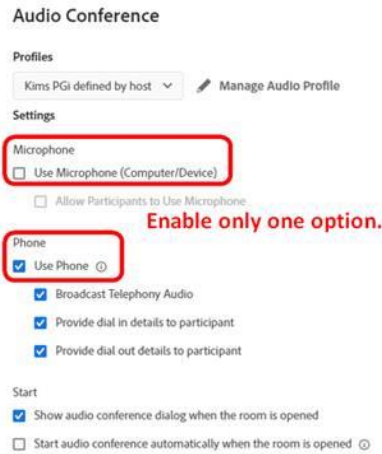 Audio Conference
Profiles
Kims PGi defined by host
Manage Audio Profile
Settings
Microphone
Use Microphone (Computer/Device)
Allow Participants to Use Microphone
Enable only one option.
Phone
Use Phone
Broadcast Telephony Audio
Provide dial in details to participant
Provide dial out details to participant
Start
Show audio conference dialog when the room is opened
Start audio conference automatically when the room is opened